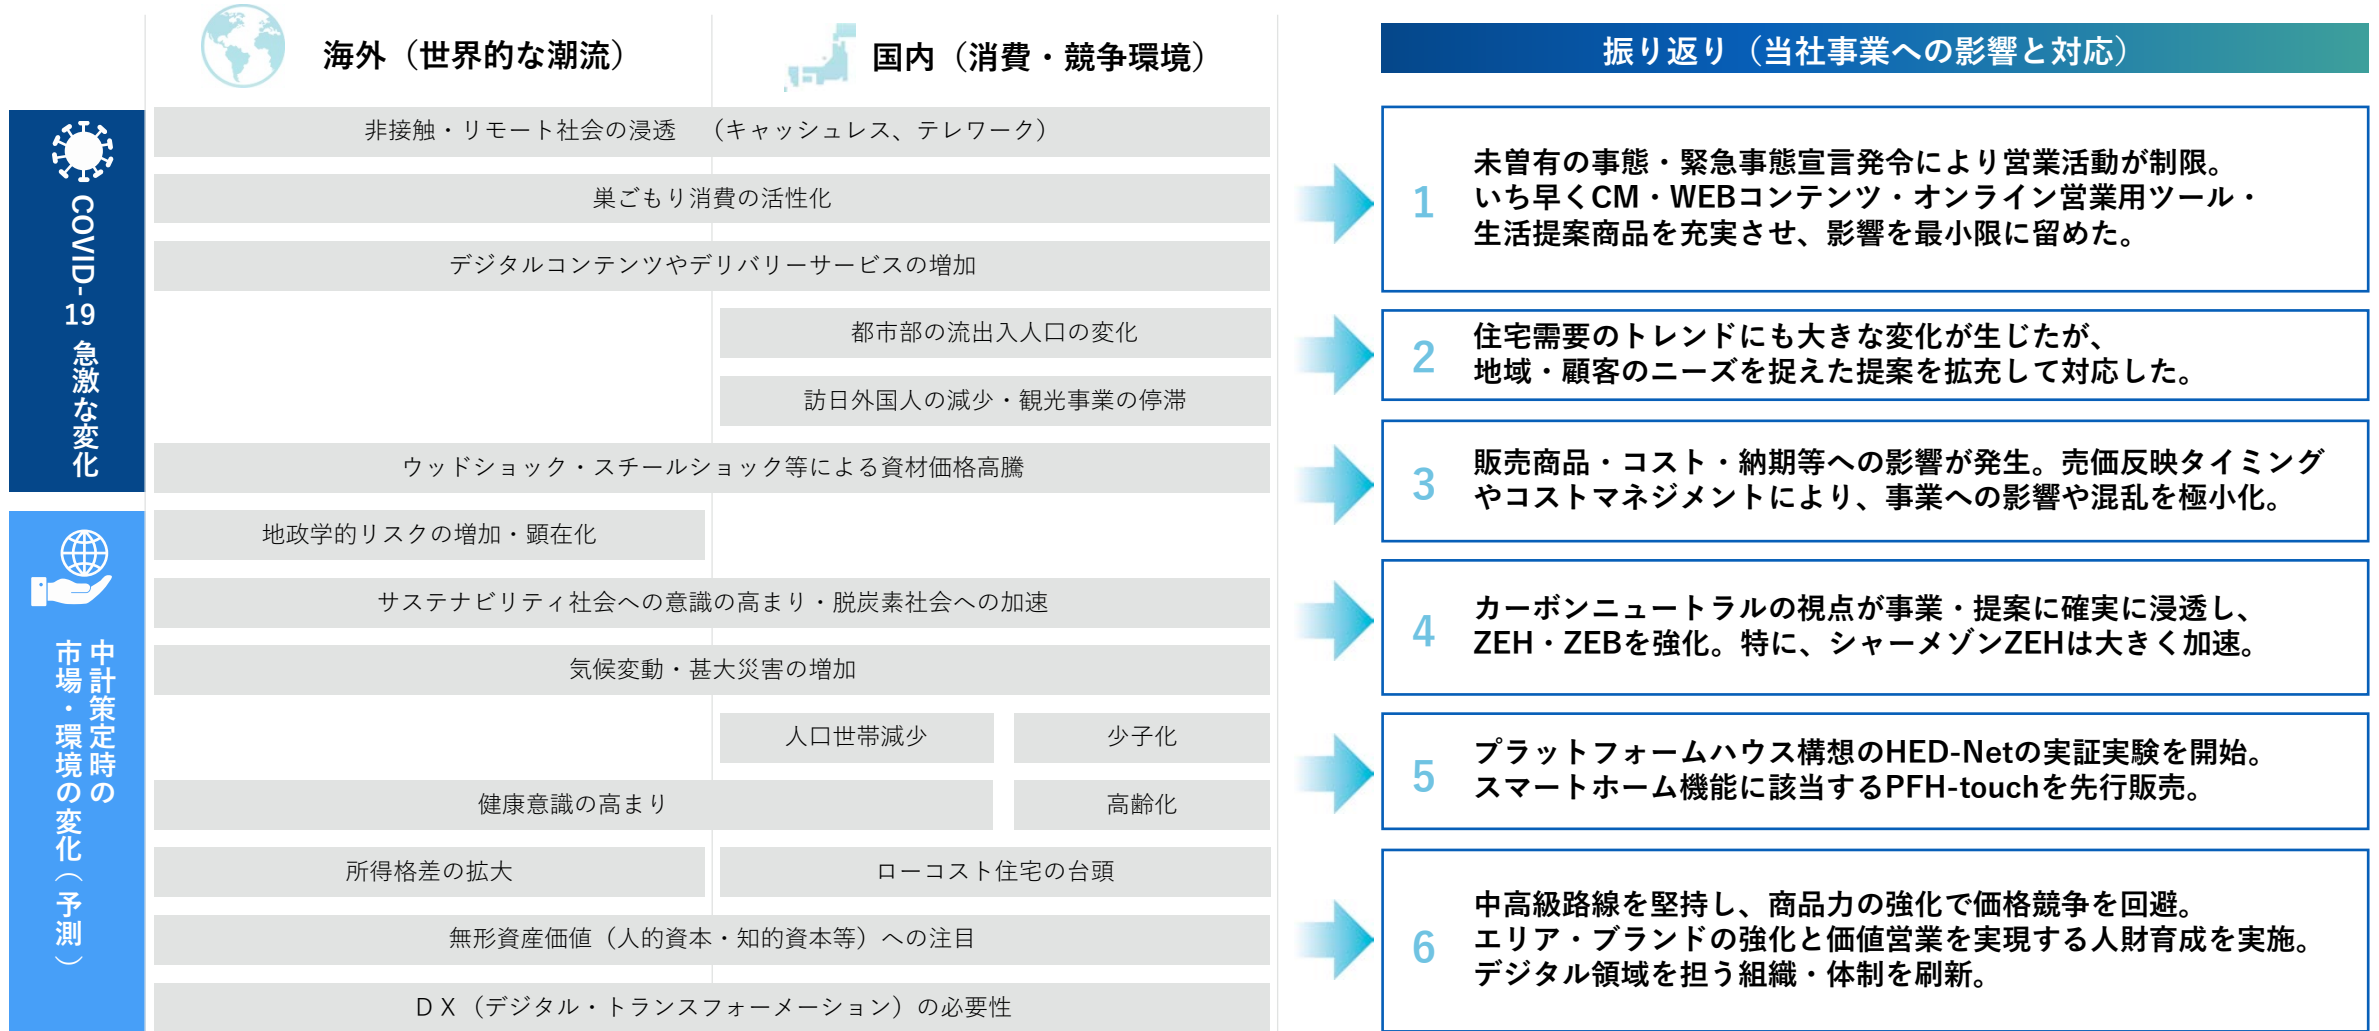 海外（世界的な潮流）
国内（消費・競争環境）
振り返り（当社事業への影響と対応）
COVID-19 急激な変化
非接触・リモート社会の浸透　（キャッシュレス、テレワーク）
巣ごもり消費の活性化
デジタルコンテンツやデリバリーサービスの増加
都市部の流出入人口の変化
訪日外国人の減少・観光事業の停滞
ウッドショック・スチールショック等による資材価格高騰
中計策定時の
市場・環境の変化（予測）
地政学的リスクの増加・顕在化
サステナビリティ社会への意識の高まり・脱炭素社会への加速
気候変動・甚大災害の増加
人口世帯減少
少子化
健康意識の高まり
高齢化
所得格差の拡大
ローコスト住宅の台頭
無形資産価値（人的資本・知的資本等）への注目
ＤＸ（デジタル・トランスフォーメーション）の必要性
1
未曽有の事態・緊急事態宣言発令により営業活動が制限。
いち早くCM・WEBコンテンツ・オンライン営業用ツール・
生活提案商品を充実させ、影響を最小限に留めた。
2
住宅需要のトレンドにも大きな変化が生じたが、
地域・顧客のニーズを捉えた提案を拡充して対応した。
3
販売商品・コスト・納期等への影響が発生。売価反映タイミング
やコストマネジメントにより、事業への影響や混乱を極小化。
4
カーボンニュートラルの視点が事業・提案に確実に浸透し、
ZEH・ZEBを強化。特に、シャーメゾンZEHは大きく加速。
5
プラットフォームハウス構想のHED-Netの実証実験を開始。
スマートホーム機能に該当するPFH-touchを先行販売。
6
中高級路線を堅持し、商品力の強化で価格競争を回避。
エリア・ブランドの強化と価値営業を実現する人財育成を実施。
デジタル領域を担う組織・体制を刷新。